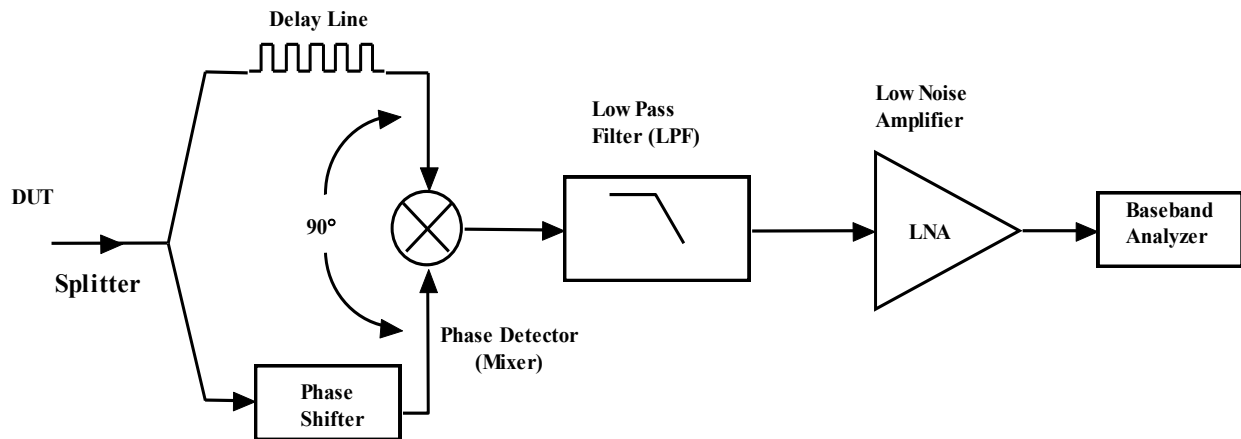 Delay Line
Low Pass
Filter (LPF)
Low Noise
Amplifier
DUT
90°
LNA
Baseband
Analyzer
Splitter
Phase Detector
(Mixer)
Phase
Shifter